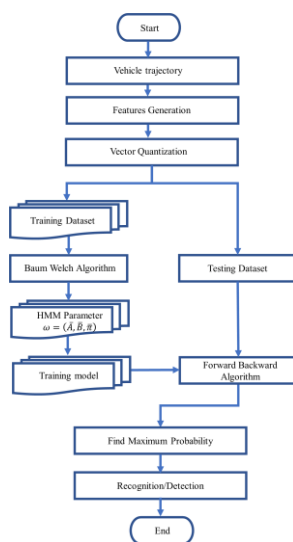 Start
Vehicle trajectory
Features Generation
Vector Quantization
Training Dataset
Baum Welch Algorithm
Testing Dataset
HMM Parameter
ω = (Ã, B̃, π̃)
Training model
Forward Backward
Algorithm
Find Maximum Probability
Recognition/Detection
End